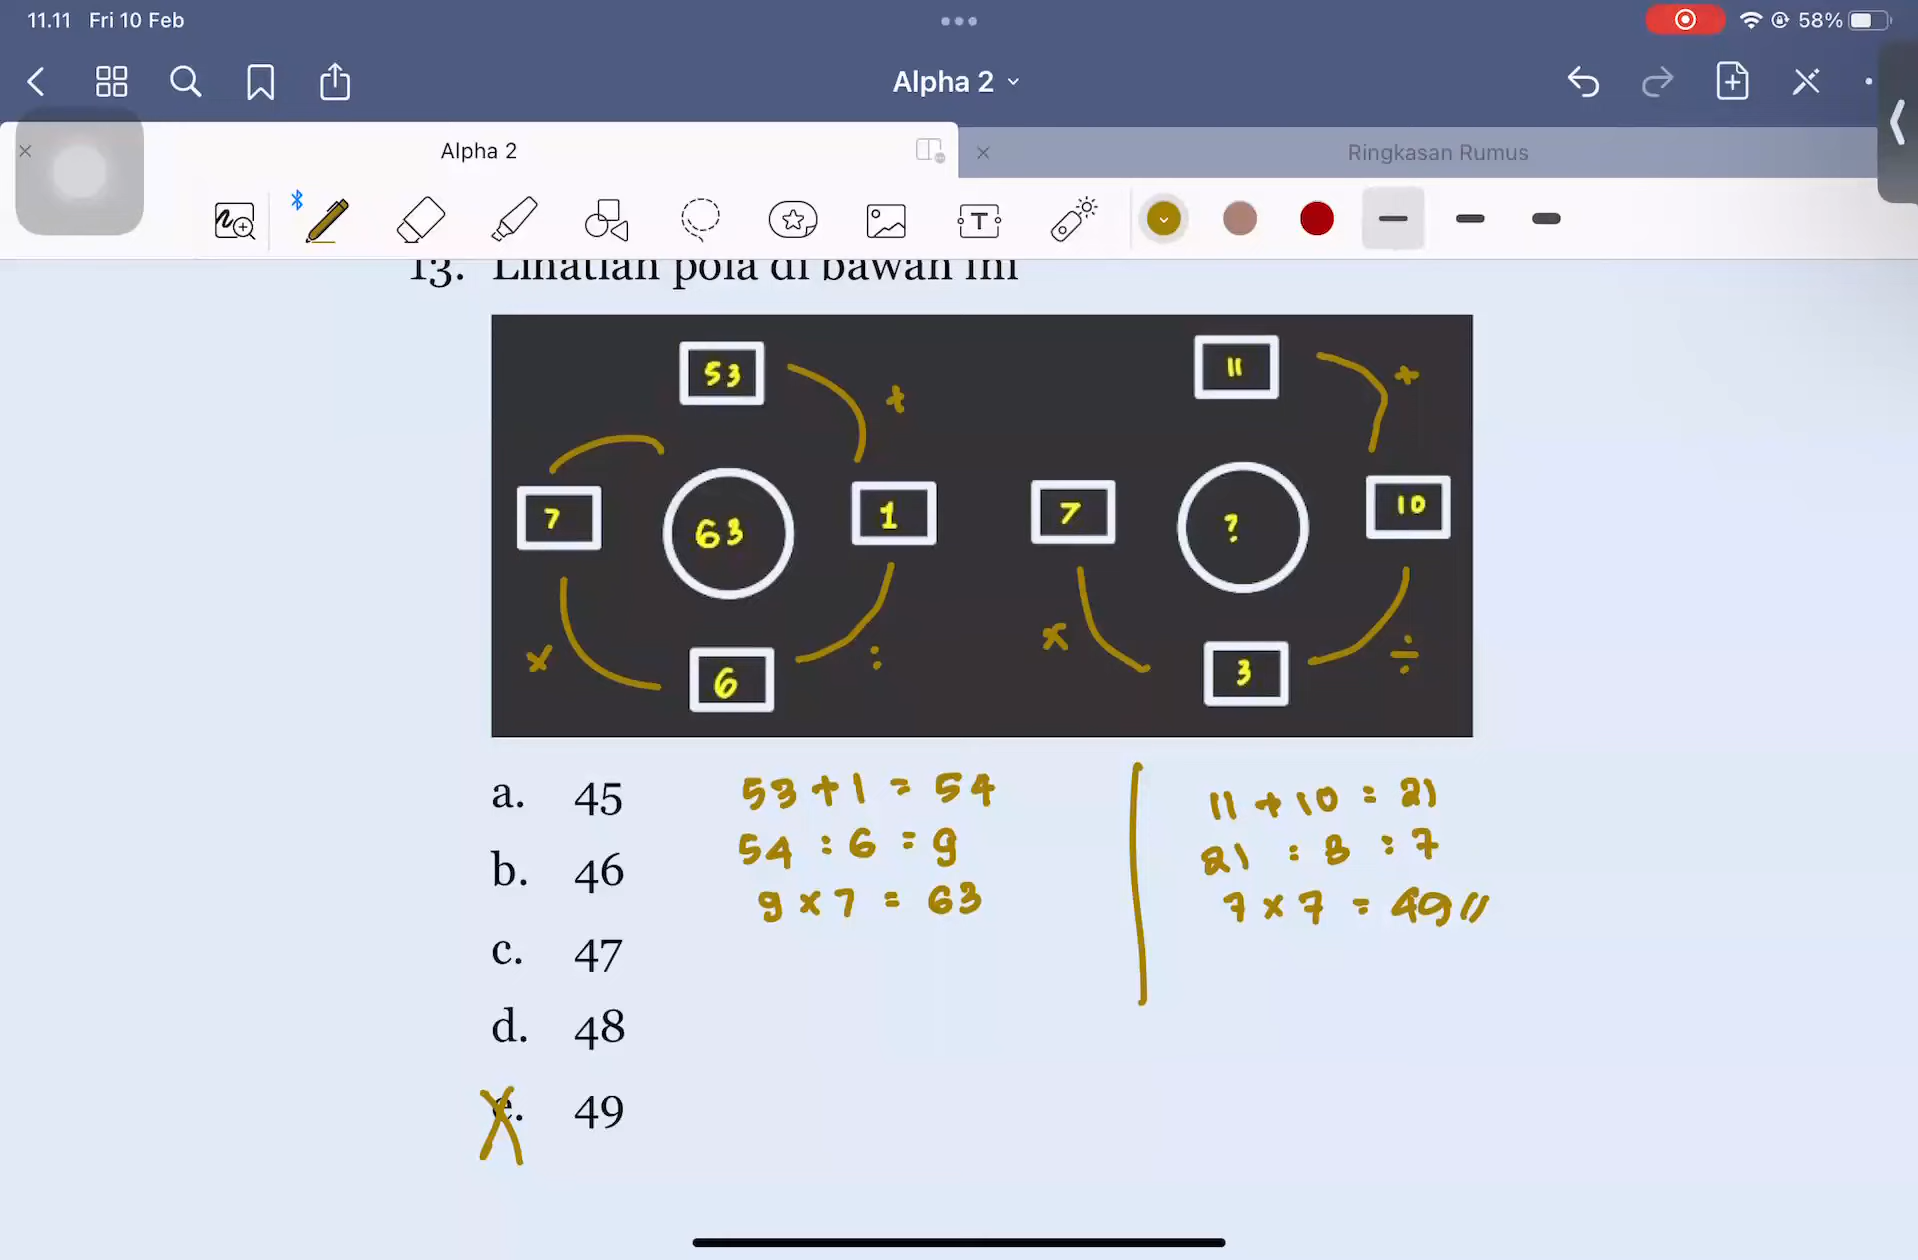 11.11 Fri 10 Feb
58%
Alpha 2
Alpha 2
Ringkasan Rumus
T
13. Lihatlah pola di bawah ini
53 + 11 +
7 63 1 7 ? 10
x 6 : x 3 ÷
a. 45
b. 46
c. 47
d. 48
e. 49
53 + 1 = 54
54 : 6 = 9
9 x 7 = 63
11 + 10 = 21
21 : 3 = 7
7 x 7 = 49 //